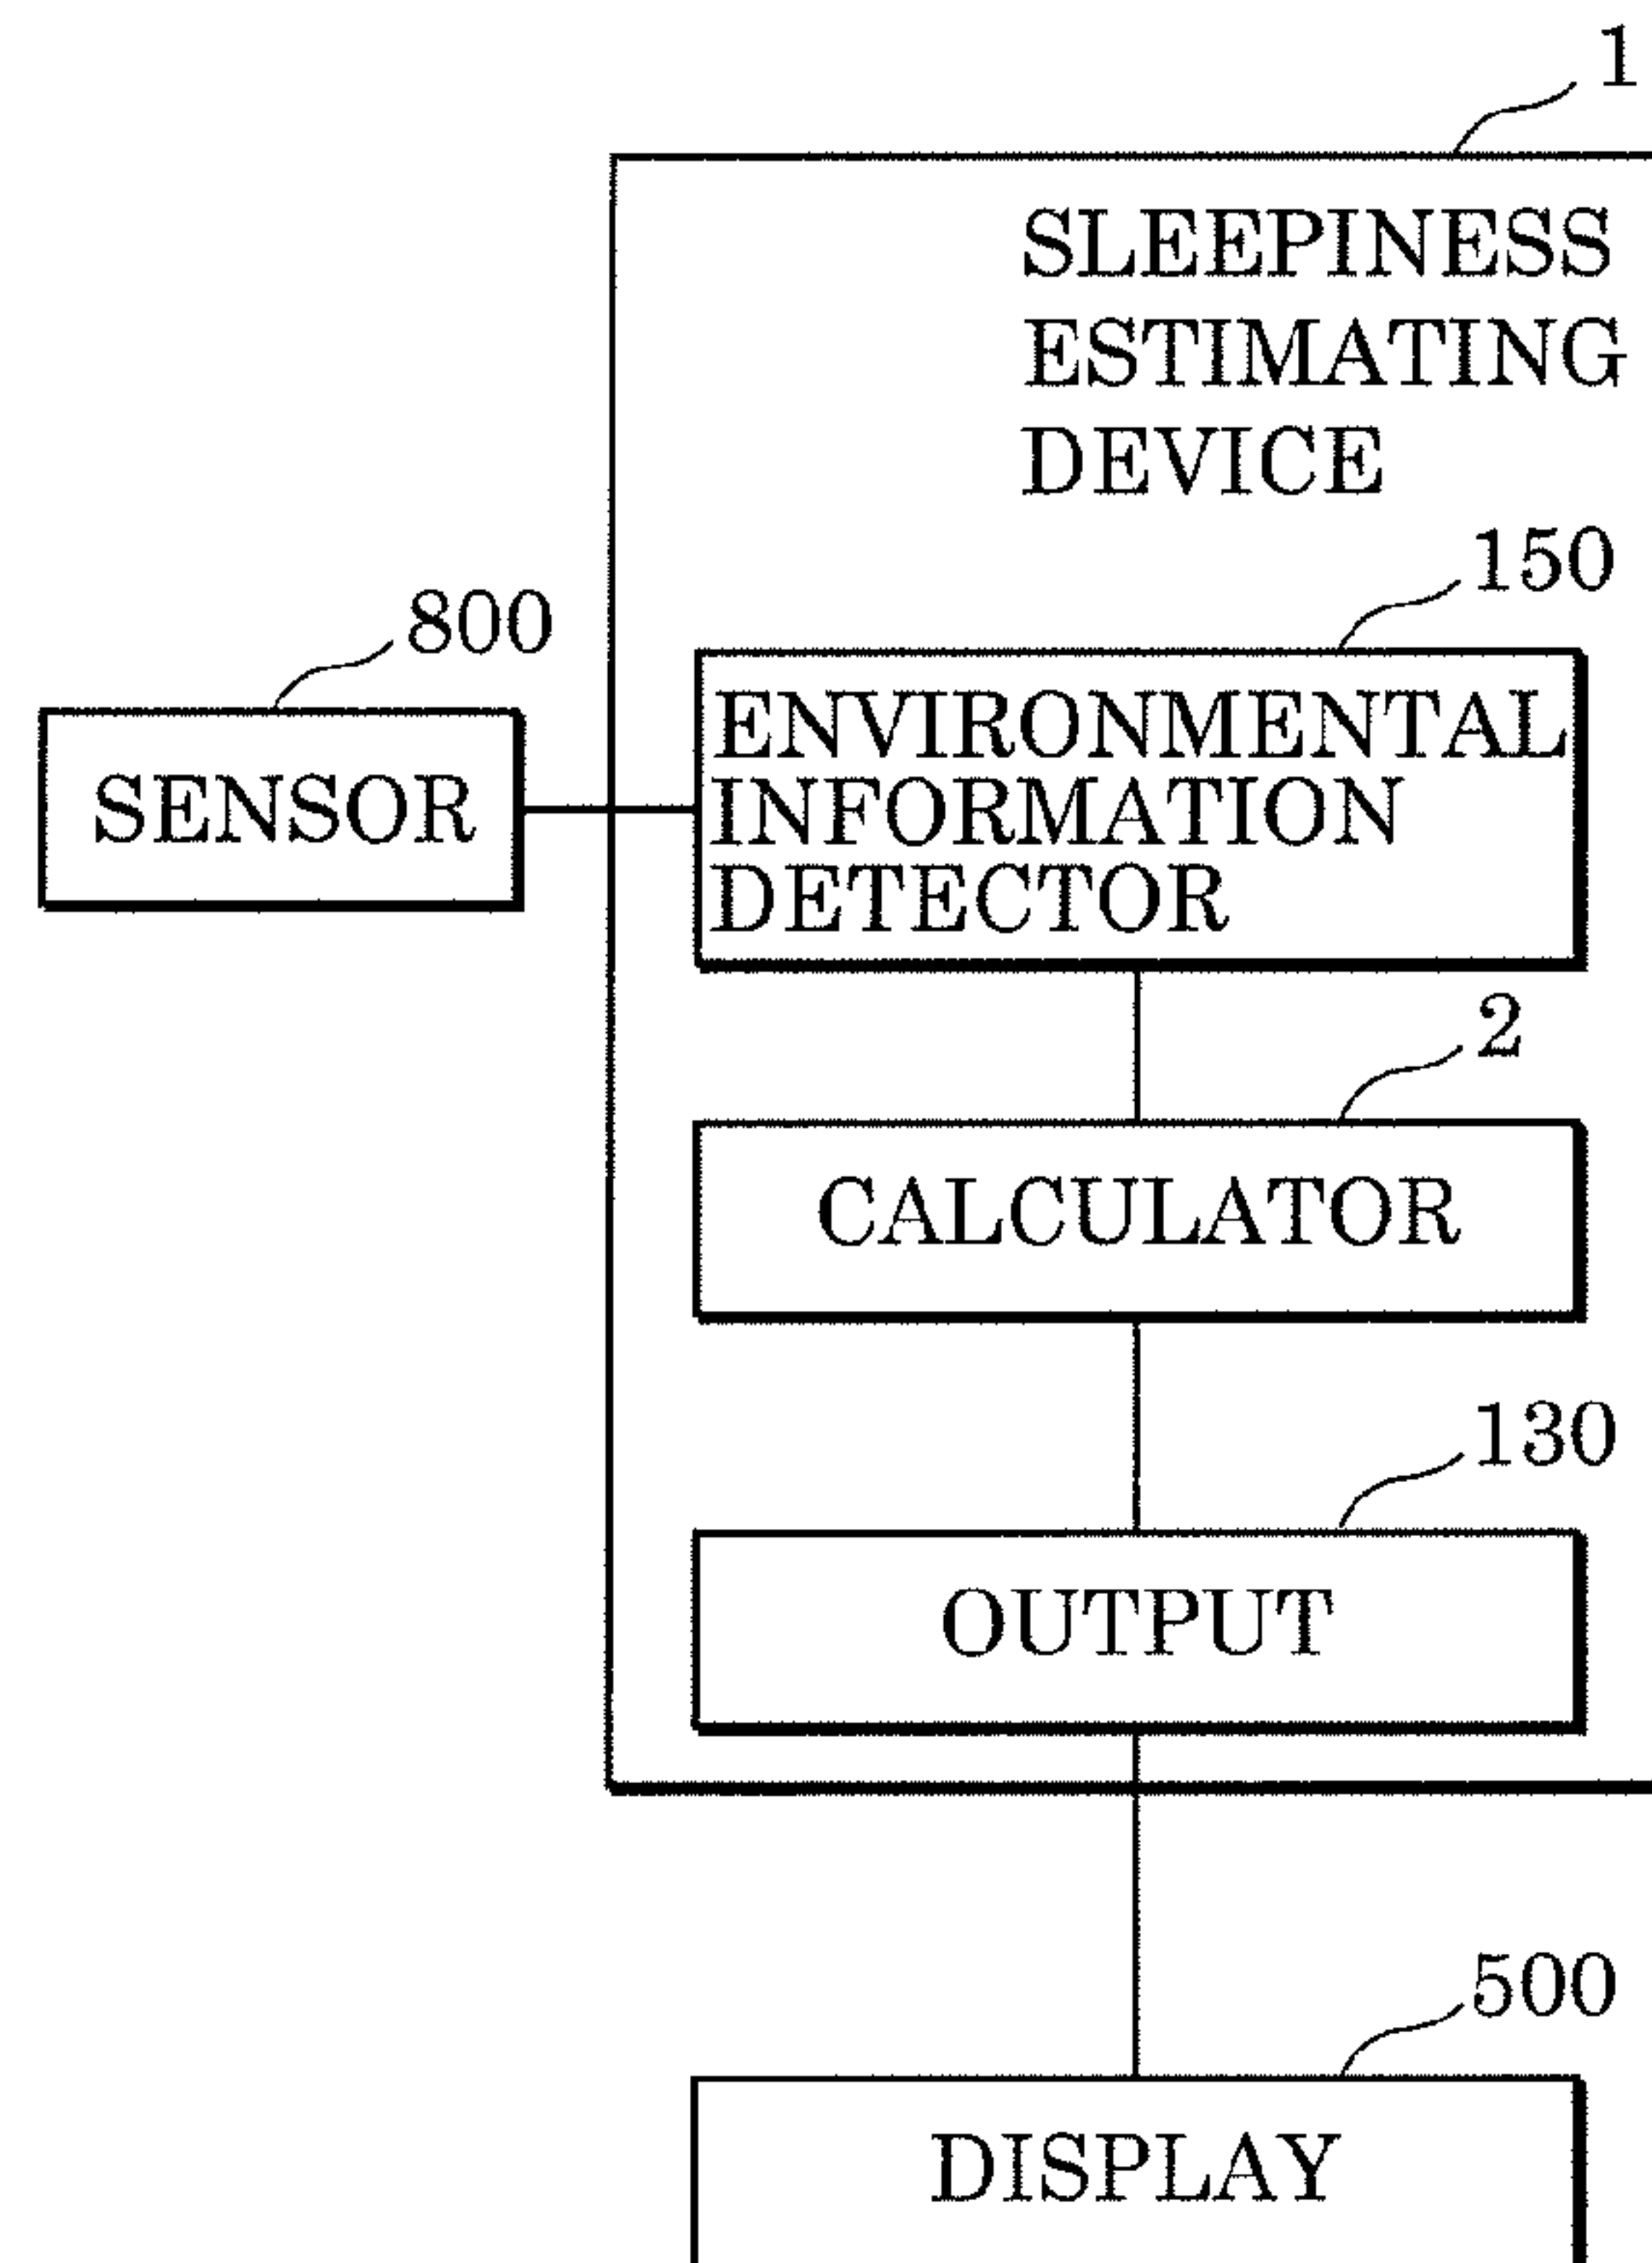 1
SLEEPINESS
ESTIMATING
DEVICE
150
800
ENVIRONMENTAL
INFORMATION
DETECTOR
SENSOR
2
CALCULATOR
130
OUTPUT
500
DISPLAY